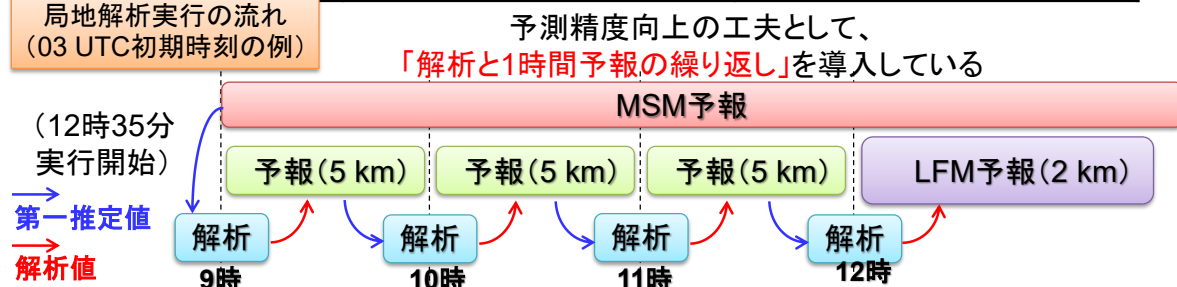 局地解析実行の流れ
（03 UTC初期時刻の例）
予測精度向上の工夫として、
「解析と1時間予報の繰り返し」を導入している
MSM予報
（12時35分
実行開始）
予報（5 km）
予報（5 km）
予報（5 km）
LFM予報（2 km）
第一推定値
解析値
解析
解析
解析
解析
9時
10時
11時
12時